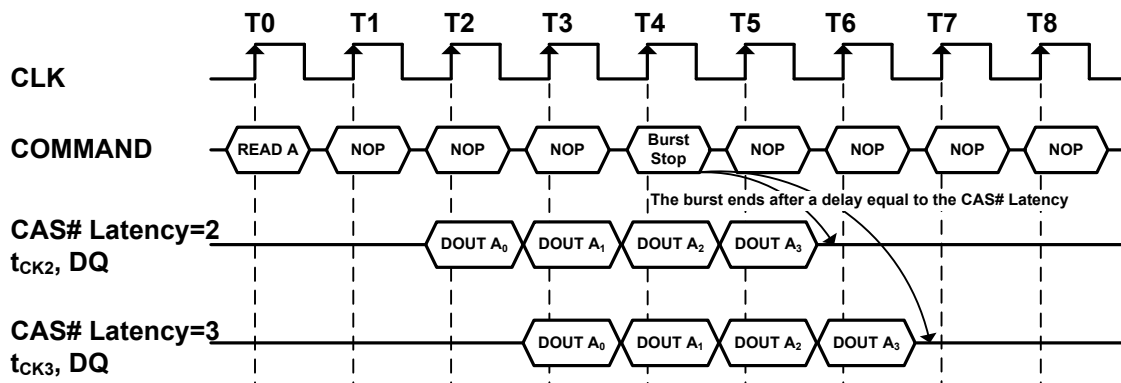 T0 T1 T2 T3 T4 T5 T6 T7 T8
CLK
COMMAND READ A NOP NOP NOP Burst Stop NOP NOP NOP NOP
The burst ends after a delay equal to the CAS# Latency
CAS# Latency=2
tCK2, DQ DOUT A0 DOUT A1 DOUT A2 DOUT A3
CAS# Latency=3
tCK3, DQ DOUT A0 DOUT A1 DOUT A2 DOUT A3